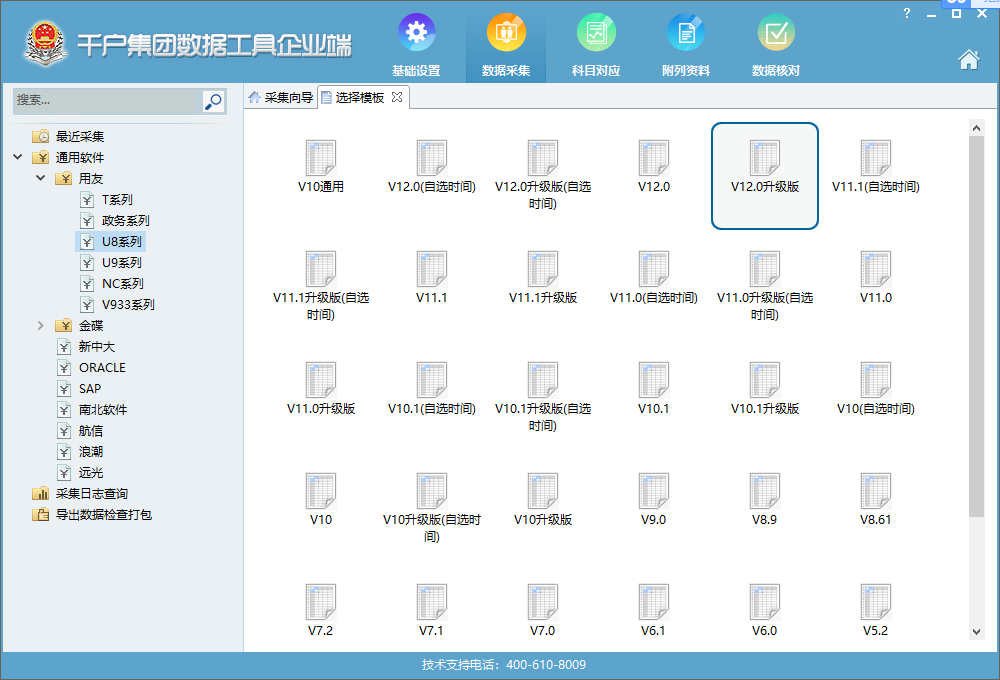 千户集团数据工具企业端
基础设置
数据采集
科目对应
附列资料
数据核对
?
搜索...
采集向导
选择模板
最近采集
通用软件
用友
T系列
政务系列
U8系列
U9系列
NC系列
V933系列
金碟
新中大
ORACLE
SAP
南北软件
航信
浪潮
远光
采集日志查询
导出数据检查打包
V10通用
V12.0(自选时间)
V12.0升级版(自选
时间)
V12.0
V12.0升级版
V11.1(自选时间)
V11.1升级版(自选
时间)
V11.1
V11.1升级版
V11.0(自选时间)
V11.0升级版(自选
时间)
V11.0
V11.0升级版
V10.1(自选时间)
V10.1升级版(自选
时间)
V10.1
V10.1升级版
V10(自选时间)
V10
V10升级版(自选时
间)
V10升级版
V9.0
V8.9
V8.61
V7.2
V7.1
V7.0
V6.1
V6.0
V5.2
技术支持电话：400-610-8009